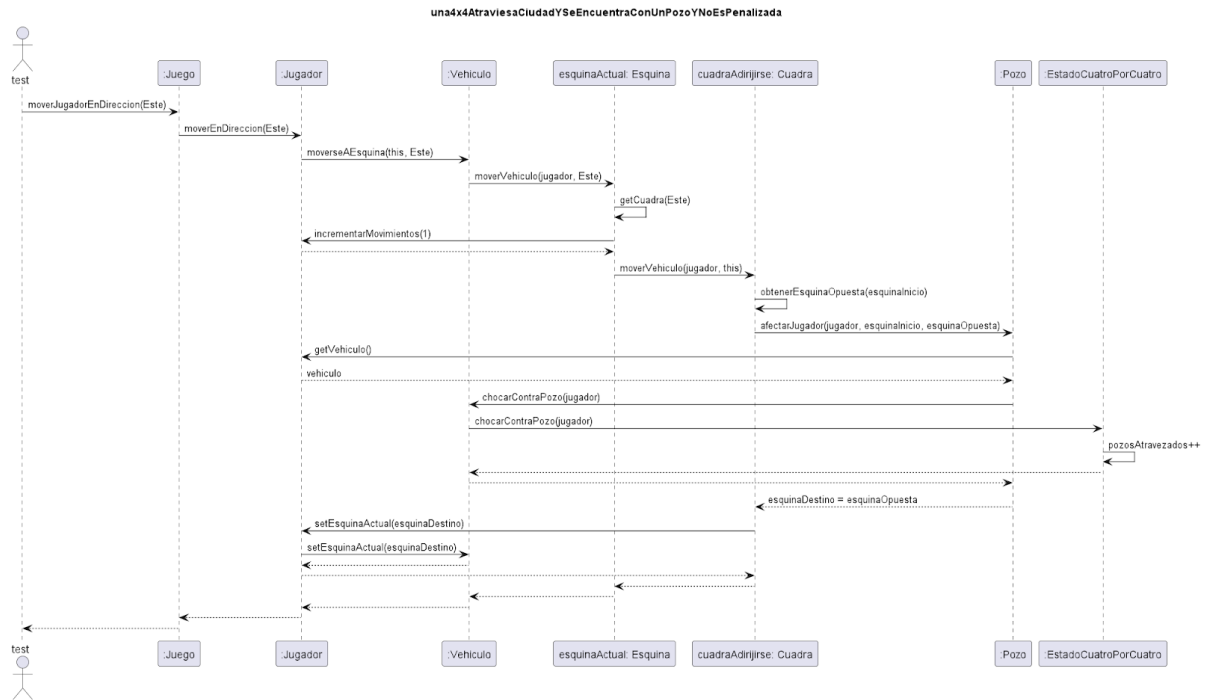 una4x4AtraviesaCiudadYSeEncuentraConUnPozoYNoEsPenalizada
test
:Juego
:Jugador
:Vehiculo
esquinaActual: Esquina
cuadraAdirijirse: Cuadra
:Pozo
:EstadoCuatroPorCuatro
moverJugadorEnDireccion(Este)
moverEnDireccion(Este)
moverseAEsquina(this, Este)
moverVehiculo(jugador, Este)
getCuadra(Este)
incrementarMovimientos(1)
moverVehiculo(jugador, this)
obtenerEsquinaOpuesta(esquinaInicio)
afectarJugador(jugador, esquinaInicio, esquinaOpuesta)
getVehiculo()
vehiculo
chocarContraPozo(jugador)
chocarContraPozo(jugador)
pozosAtravezados++
esquinaDestino = esquinaOpuesta
setEsquinaActual(esquinaDestino)
setEsquinaActual(esquinaDestino)
test
:Juego
:Jugador
:Vehiculo
esquinaActual: Esquina
cuadraAdirijirse: Cuadra
:Pozo
:EstadoCuatroPorCuatro